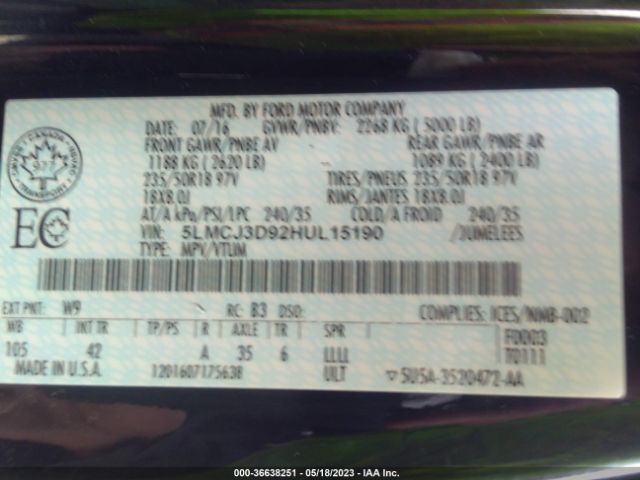 MFD. BY FORD MOTOR COMPANY
DATE: 07/16 GVWR/PNBV: 2268 KG ( 5000 LB)
FRONT GAWR/PNBE AV REAR GAWR/PNBE AR
1188 KG ( 2620 LB) 1089 KG ( 2400 LB)
235/50R18 97V TIRES/PNEUS 235/50R18 97V
18X8.0J RIMS/JANTES 18X8.0J
AT/A kPa/PSI/LPC 240/35 COLD/A FROID 240/35
VIN: 5LMCJ3D92HUL15190 /JUMELEES
TYPE: MPV/VTUM
CANADA
TRANSPORT
EC
EXT PNT: W9 RC: B3 DSO: COMPLIES: ICES/NMB-002
WB INT TR TP/PS R AXLE TR SPR F0003
105 42 A 35 6 LLLL T0111
MADE IN U.S.A. 1201607175638 ULT 5U5A-3520472-AA
000-36638251 - 05/18/2023 - IAA Inc.